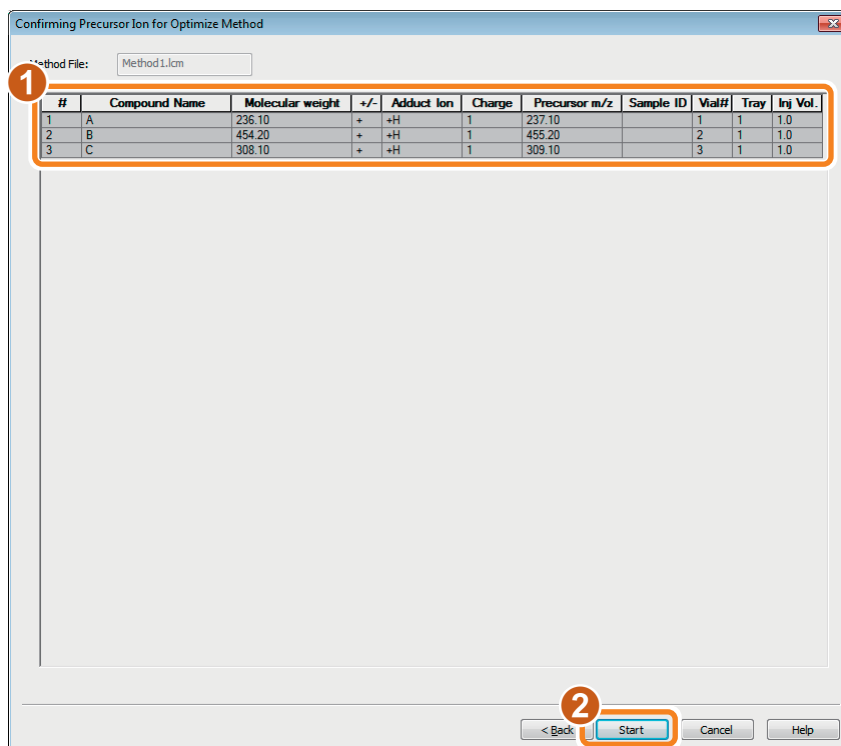 Confirming Precursor Ion for Optimize Method
Method File: Method1.lcm
1
# Compound Name Molecular weight +/- Adduct Ion Charge Precursor m/z Sample ID Vial# Tray Inj Vol.
1 A 236.10 + +H 1 237.10 1 1 1.0
2 B 454.20 + +H 1 455.20 2 1 1.0
3 C 308.10 + +H 1 309.10 3 1 1.0
2
< Back Start Cancel Help